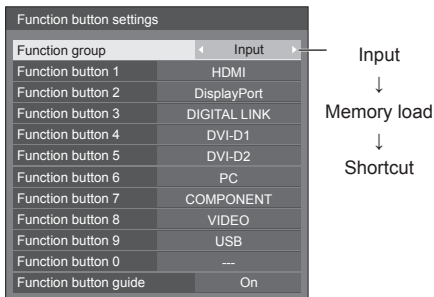 Function button settings
Function group Input
Function button 1 HDMI
Function button 2 DisplayPort
Function button 3 DIGITAL LINK
Function button 4 DVI-D1
Function button 5 DVI-D2
Function button 6 PC
Function button 7 COMPONENT
Function button 8 VIDEO
Function button 9 USB
Function button 0 ---
Function button guide On
Input
↓
Memory load
↓
Shortcut